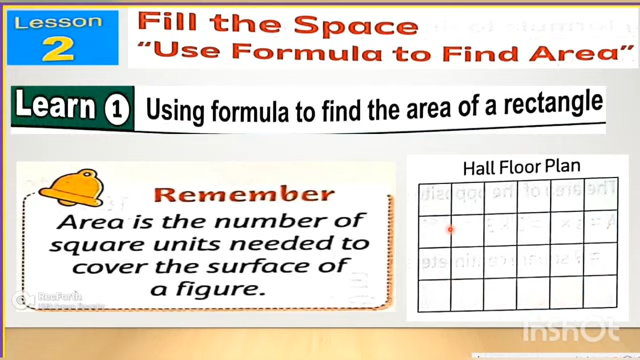 Lesson
2
Fill the Space
"Use Formula to Find Area"
Learn 1 Using formula to find the area of a rectangle
Remember
Area is the number of
square units needed to
cover the surface of
a figure.
Hall Floor Plan
RecForth
InShOt